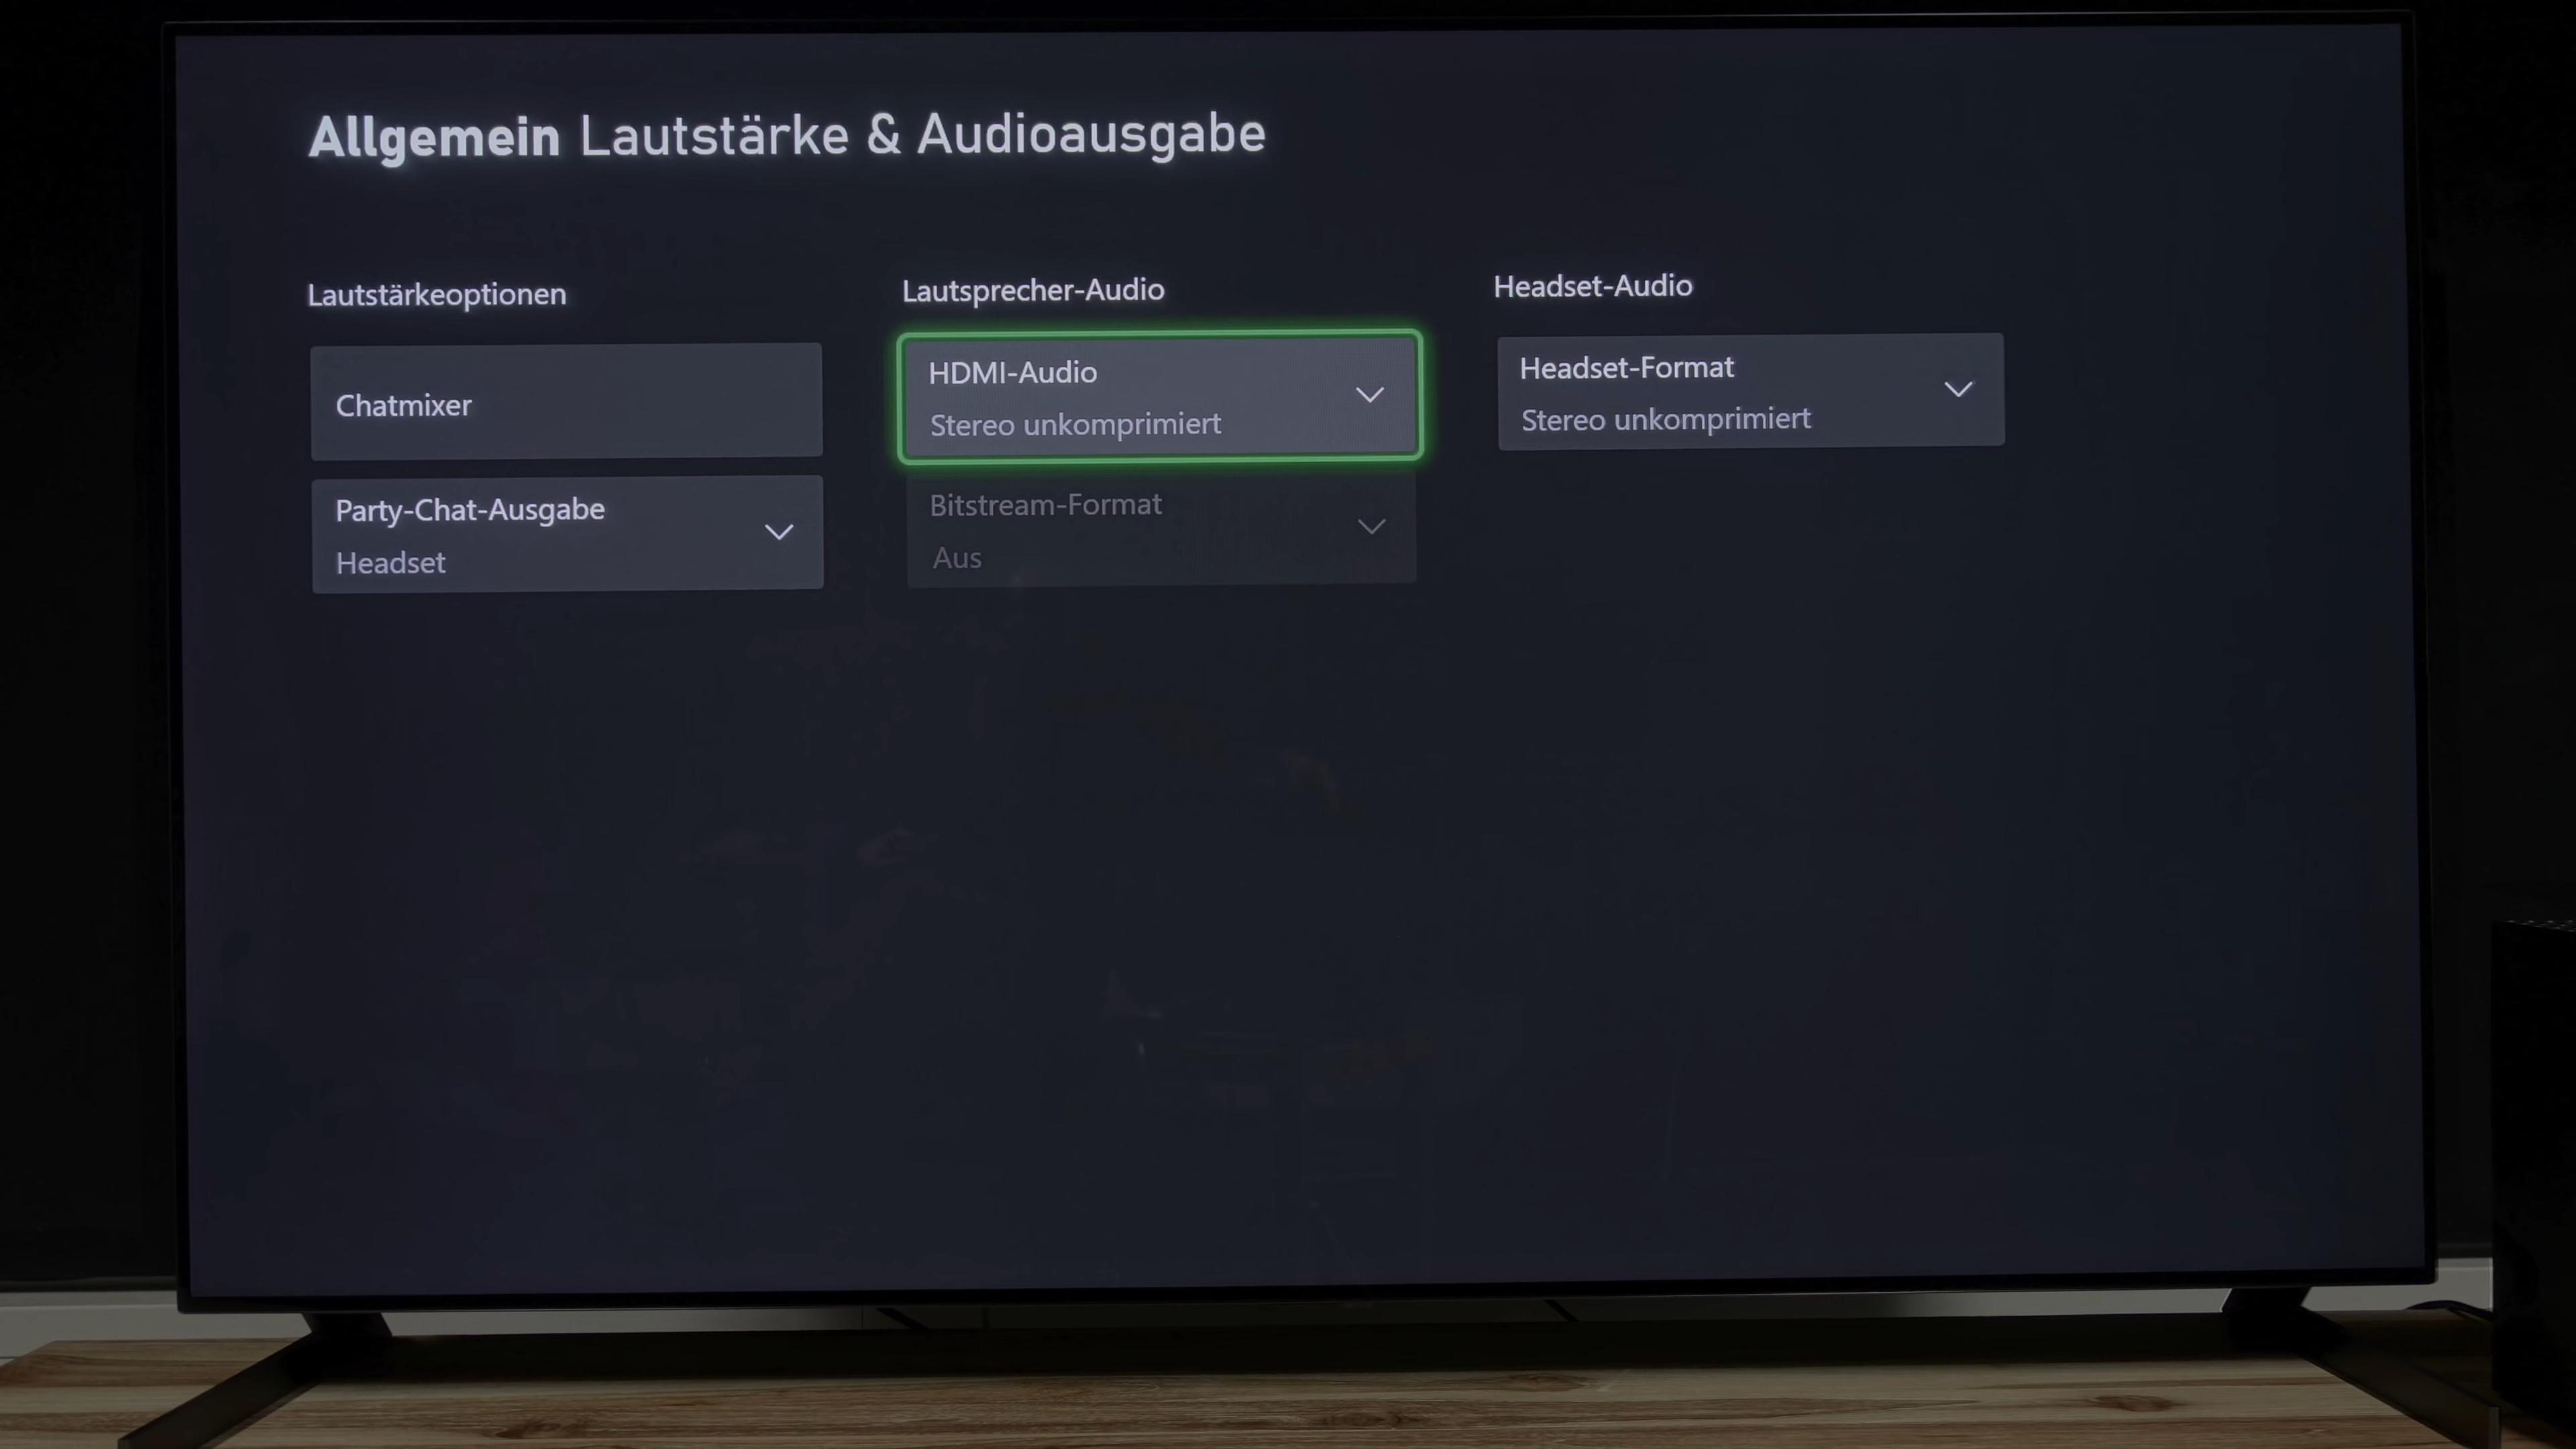 Allgemein Lautstärke & Audioausgabe
Lautstärkeoptionen
Chatmixer
Party-Chat-Ausgabe
Headset
Lautsprecher-Audio
HDMI-Audio
Stereo unkomprimiert
Bitstream-Format
Aus
Headset-Audio
Headset-Format
Stereo unkomprimiert